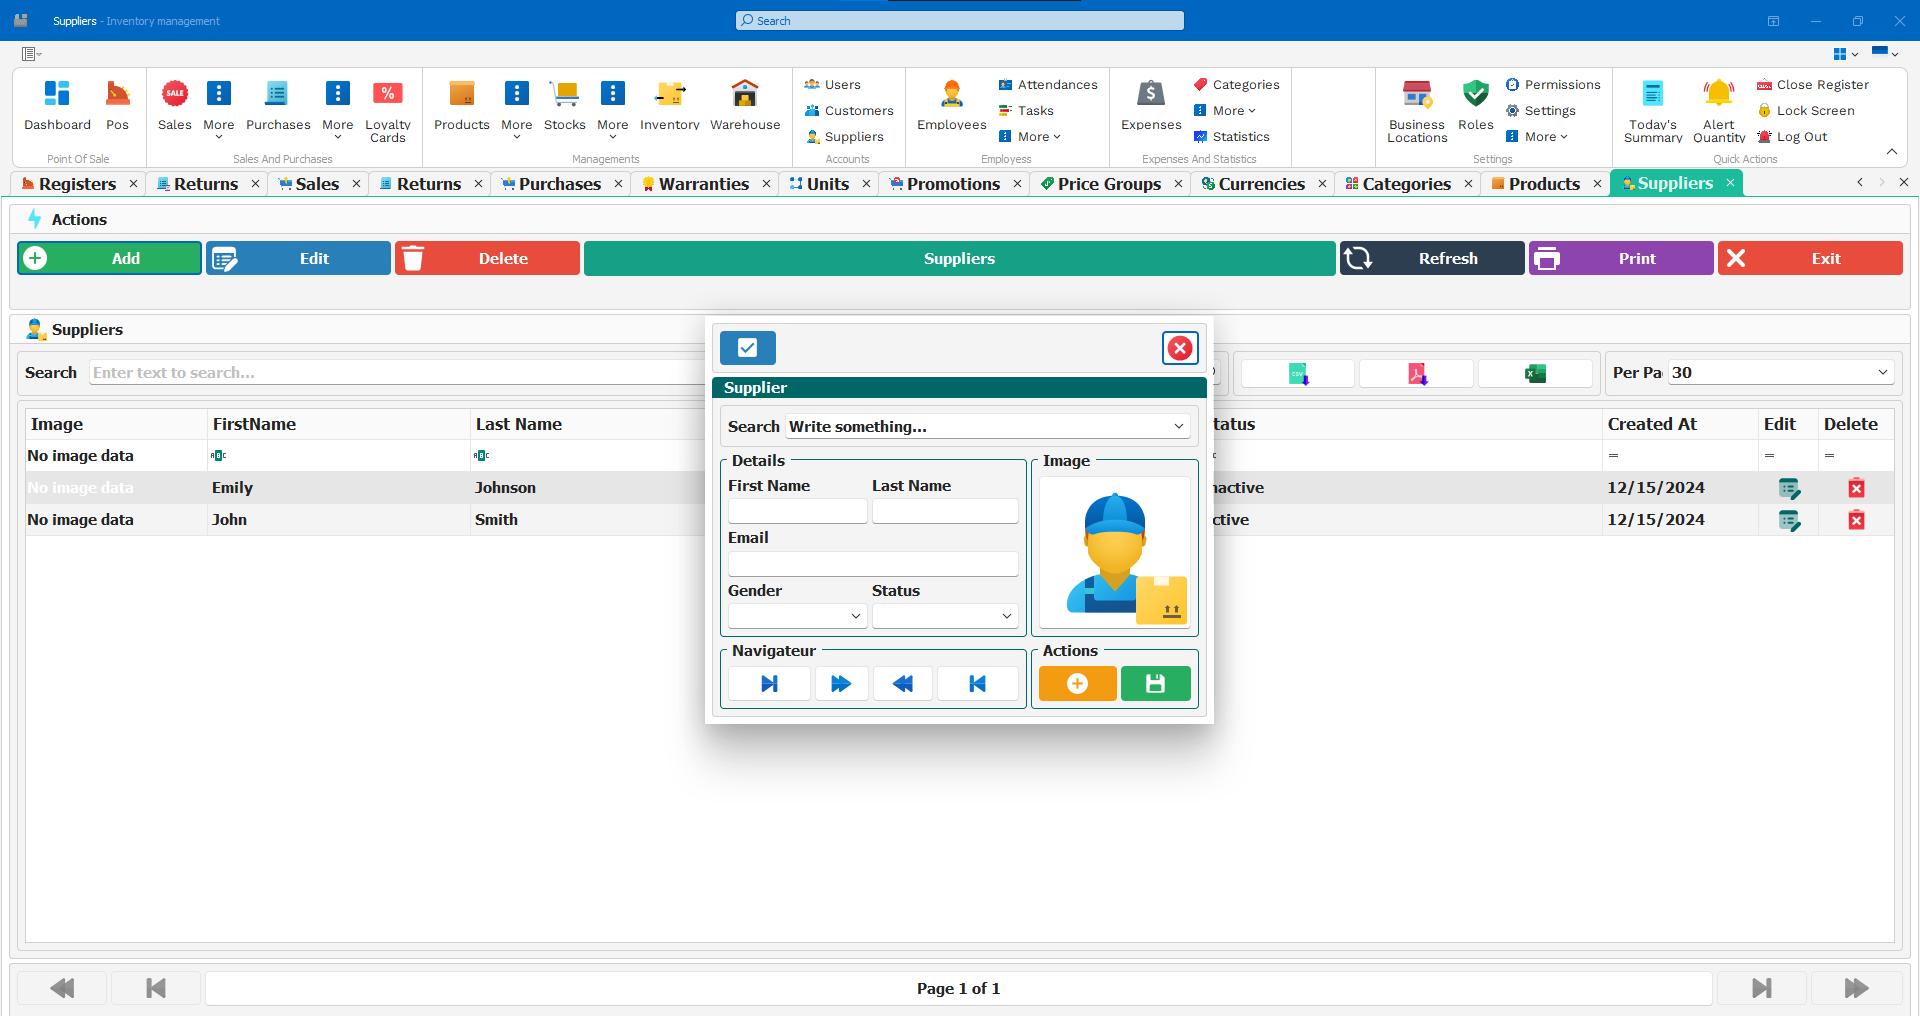 Suppliers - Inventory management
Search
Dashboard
Pos
Point Of Sale
Sales
More
Purchases
More
Loyalty Cards
Sales And Purchases
Products
More
Stocks
More
Inventory
Warehouse
Managements
Users
Customers
Suppliers
Accounts
Employees
Attendances
Tasks
More
Employess
Expenses
Categories
More
Statistics
Expenses And Statistics
Business Locations
Roles
Permissions
Settings
More
Settings
Today's Summary
Alert Quantity
Close Register
Lock Screen
Log Out
Quick Actions
Registers
Returns
Sales
Returns
Purchases
Warranties
Units
Promotions
Price Groups
Currencies
Categories
Products
Suppliers
Actions
Add
Edit
Delete
Suppliers
Refresh
Print
Exit
Suppliers
Search Enter text to search...
Per Pa 30
Image FirstName Last Name tatus Created At Edit Delete
No image data = = =
No image data Emily Johnson nactive 12/15/2024
No image data John Smith ctive 12/15/2024
Supplier
Search Write something...
Details
First Name Last Name
Email
Gender Status
Image
Navigateur
Actions
Page 1 of 1